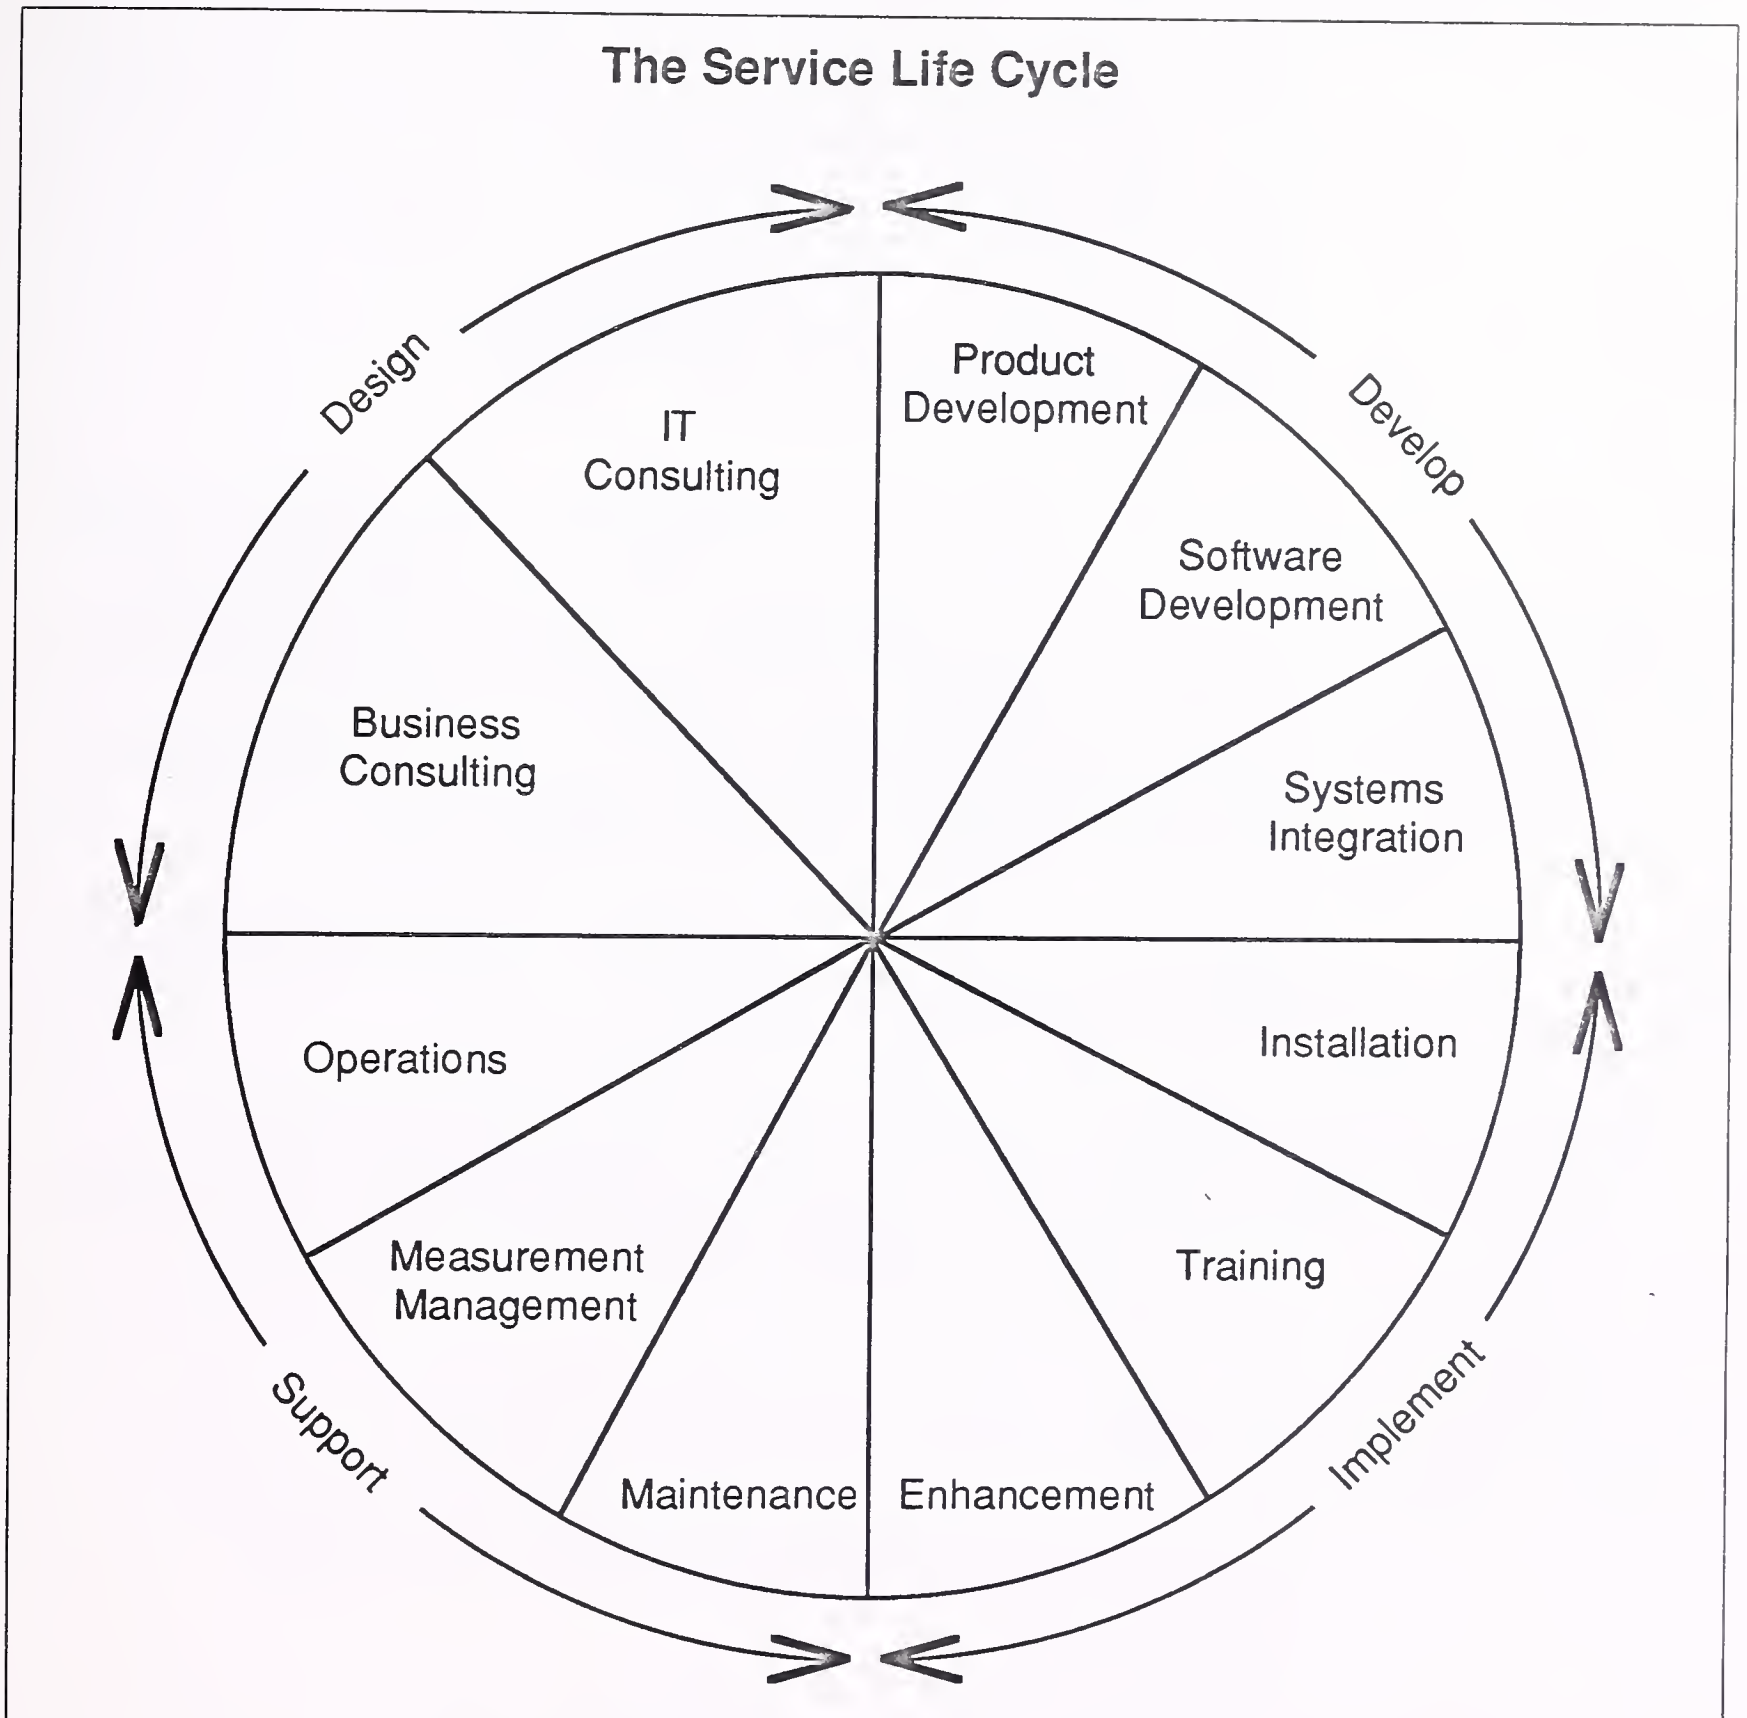 The Service Life Cycle
Design
Develop
IT
Consulting
Product
Development
Software
Development
Business
Consulting
Systems
Integration
Operations
Installation
Measurement
Management
Training
Maintenance
Enhancement
Support
Implement